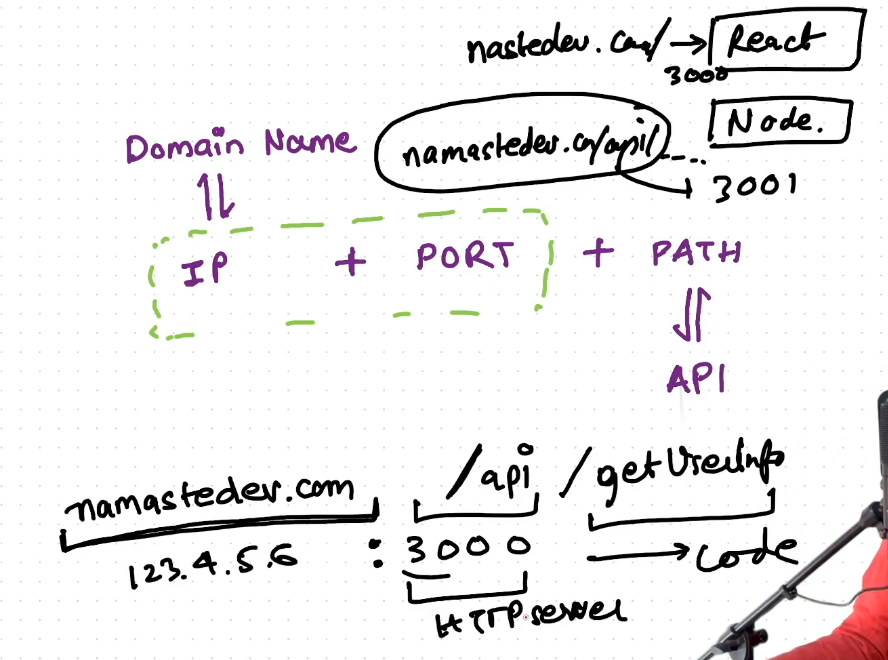 nastedev.com/ → React
3000
Domain Name
namastedev.com/api/....
Node.
3001
IP + PORT + PATH
API
namastedev.com /api /getUserInfo
123.4.5.6 : 3000 → code
HTTP server